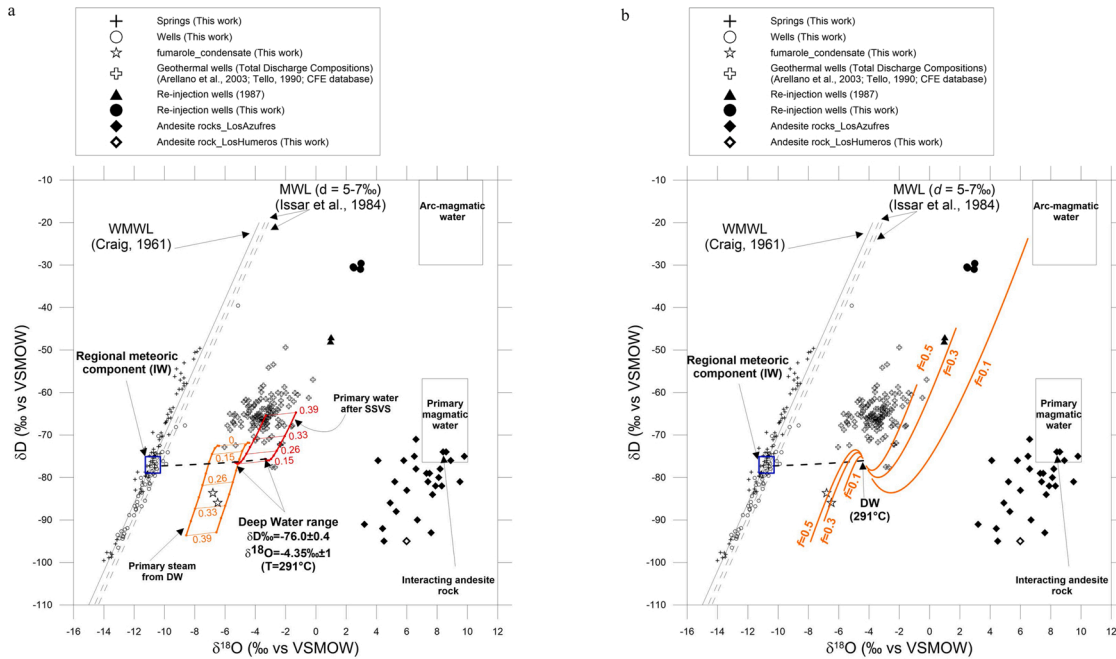 a
Springs (This work)
Wells (This work)
fumarole_condensate (This work)
Geothermal wells (Total Discharge Compositions)
(Arellano et al., 2003; Tello, 1990; CFE database)
Re-injection wells (1987)
Re-injection wells (This work)
Andesite rocks_LosAzufres
Andesite rock_LosHumeros (This work)
-10
-20
-30
-40
-50
-60
-70
-80
-90
-100
-110
δD (‰ vs VSMOW)
MWL (d = 5-7‰)
(Issar et al., 1984)
WMWL
(Craig, 1961)
Arc-magmatic
water
Regional meteoric
component (IW)
Primary water
after SSVS
Primary
magmatic
water
0.39
0.33
0.26
0.15
0
0.15
0.26
0.33
0.39
Deep Water range
δD‰=-76.0±0.4
δ18O=-4.35‰±1
(T=291°C)
Primary steam
from DW
Interacting andesite
rock
-16 -14 -12 -10 -8 -6 -4 -2 0 2 4 6 8 10 12
δ18O (‰ vs VSMOW)
b
Springs (This work)
Wells (This work)
fumarole_condensate (This work)
Geothermal wells (Total Discharge Compositions)
(Arellano et al., 2003; Tello, 1990; CFE database)
Re-injection wells (1987)
Re-injection wells (This work)
Andesite rocks_LosAzufres
Andesite rock_LosHumeros (This work)
-10
-20
-30
-40
-50
-60
-70
-80
-90
-100
-110
δD (‰ vs VSMOW)
MWL (d = 5-7‰)
(Issar et al., 1984)
WMWL
(Craig, 1961)
Arc-magmatic
water
Regional meteoric
component (IW)
f=0.5
f=0.3
f=0.1
Primary
magmatic
water
f=0.1
f=0.3
f=0.5
DW
(291°C)
Interacting andesite
rock
-16 -14 -12 -10 -8 -6 -4 -2 0 2 4 6 8 10 12
δ18O (‰ vs VSMOW)